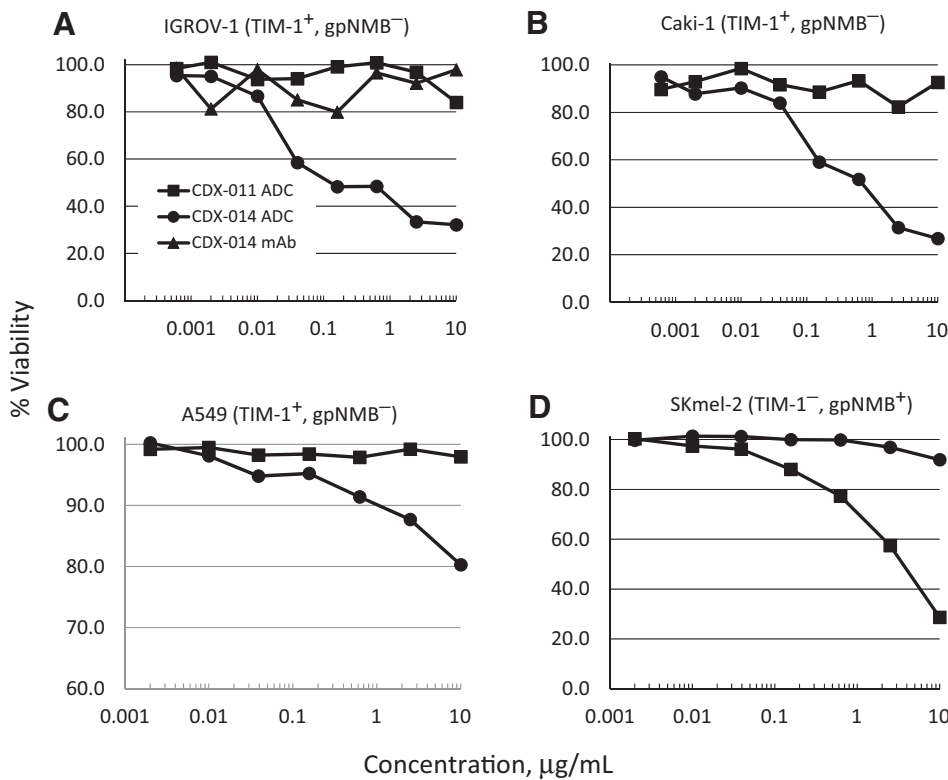 A
IGROV-1 (TIM-1⁺, gpNMB⁻)
100.0
80.0
60.0
40.0
20.0
0.0
CDX-011 ADC
CDX-014 ADC
CDX-014 mAb
0.001 0.01 0.1 1 10
B
Caki-1 (TIM-1⁺, gpNMB⁻)
100.0
80.0
60.0
40.0
20.0
0.0
0.001 0.01 0.1 1 10
% Viability
C
A549 (TIM-1⁺, gpNMB⁻)
100.0
90.0
80.0
70.0
60.0
0.001 0.01 0.1 1 10
D
SKmel-2 (TIM-1⁻, gpNMB⁺)
100.0
80.0
60.0
40.0
20.0
0.0
0.001 0.01 0.1 1 10
Concentration, μg/mL